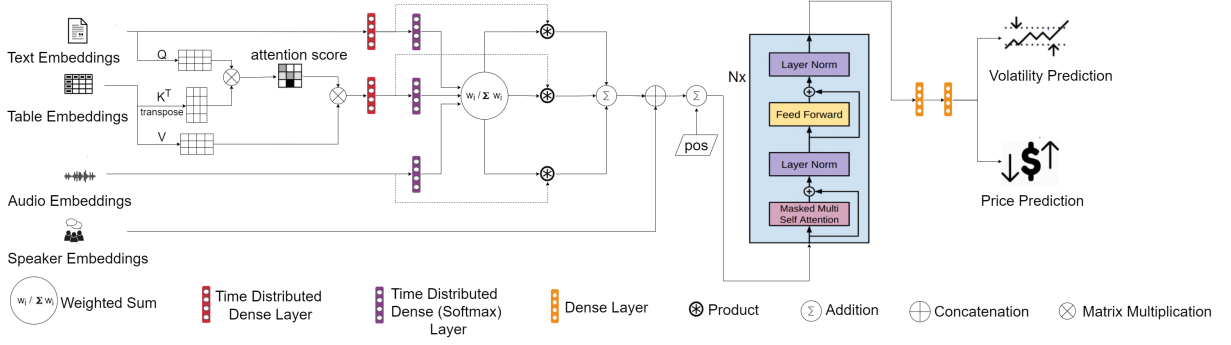 Text Embeddings
Q
attention score
Table Embeddings
K^T
transpose
V
w_i / Σ w_i
Σ
Σ
pos
Audio Embeddings
Speaker Embeddings
Nx
Layer Norm
Feed Forward
Layer Norm
Masked Multi
Self Attention
Volatility Prediction
$
Price Prediction
w_i / Σ w_i
Weighted Sum
Time Distributed
Dense Layer
Time Distributed
Dense (Softmax)
Layer
Dense Layer
Product
Σ
Addition
Concatenation
Matrix Multiplication